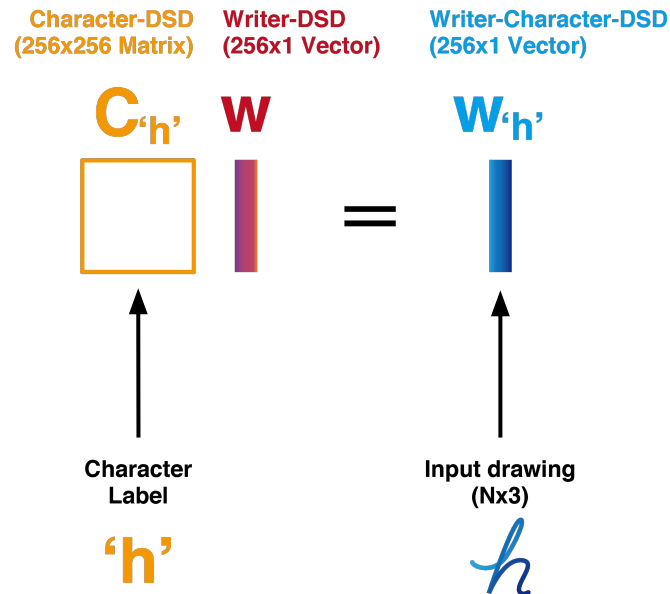 Character-DSD
(256x256 Matrix)
Writer-DSD
(256x1 Vector)
Writer-Character-DSD
(256x1 Vector)
C‘h’
w
w‘h’
=
Character
Label
‘h’
Input drawing
(Nx3)
h